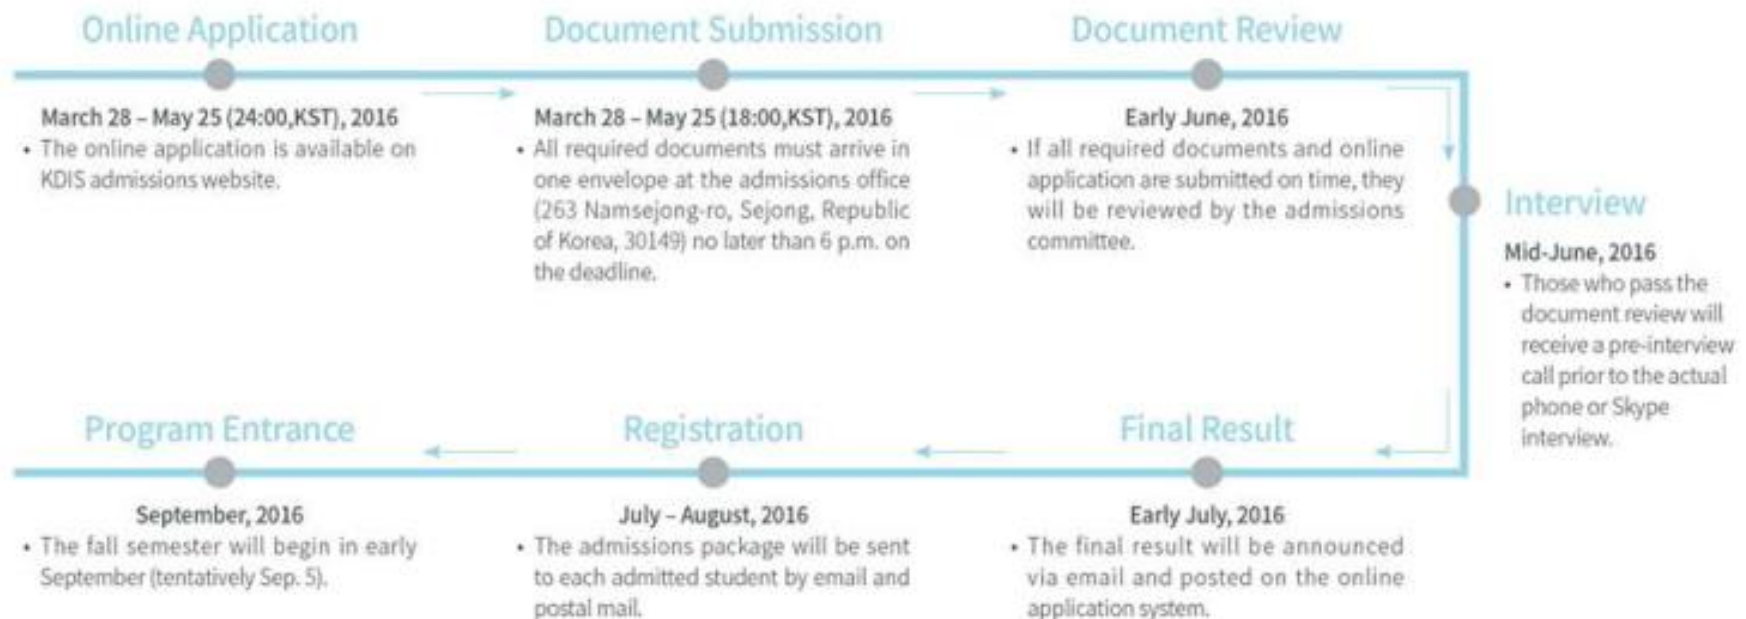 Online Application
March 28 – May 25 (24:00,KST), 2016
• The online application is available on
KDIS admissions website.
Document Submission
March 28 – May 25 (18:00,KST), 2016
• All required documents must arrive in
one envelope at the admissions office
(263 Namsejong-ro, Sejong, Republic
of Korea, 30149) no later than 6 p.m. on
the deadline.
Document Review
Early June, 2016
• If all required documents and online
application are submitted on time, they
will be reviewed by the admissions
committee.
Interview
Mid-June, 2016
• Those who pass the
document review will
receive a pre-interview
call prior to the actual
phone or Skype
interview.
Final Result
Early July, 2016
• The final result will be announced
via email and posted on the online
application system.
Registration
July – August, 2016
• The admissions package will be sent
to each admitted student by email and
postal mail.
Program Entrance
September, 2016
• The fall semester will begin in early
September (tentatively Sep. 5).